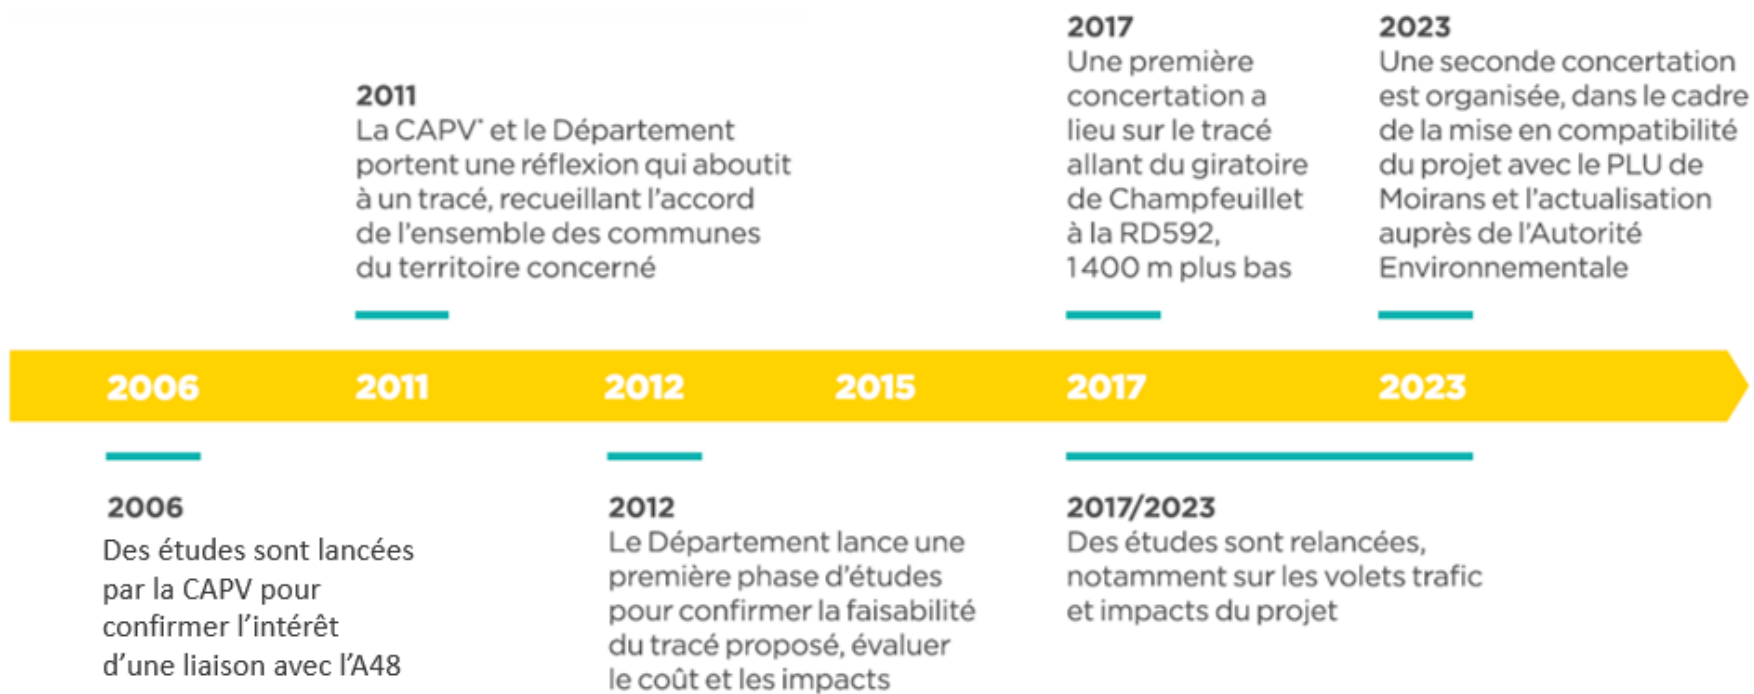 2011
La CAPV* et le Département
portent une réflexion qui aboutit
à un tracé, recueillant l'accord
de l'ensemble des communes
du territoire concerné
2017
Une première
concertation a
lieu sur le tracé
allant du giratoire
de Champfeuillet
à la RD592,
1400 m plus bas
2023
Une seconde concertation
est organisée, dans le cadre
de la mise en compatibilité
du projet avec le PLU de
Moirans et l'actualisation
auprès de l'Autorité
Environnementale
2006 2011 2012 2015 2017 2023
2006
Des études sont lancées
par la CAPV pour
confirmer l'intérêt
d'une liaison avec l'A48
2012
Le Département lance une
première phase d'études
pour confirmer la faisabilité
du tracé proposé, évaluer
le coût et les impacts
2017/2023
Des études sont relancées,
notamment sur les volets trafic
et impacts du projet